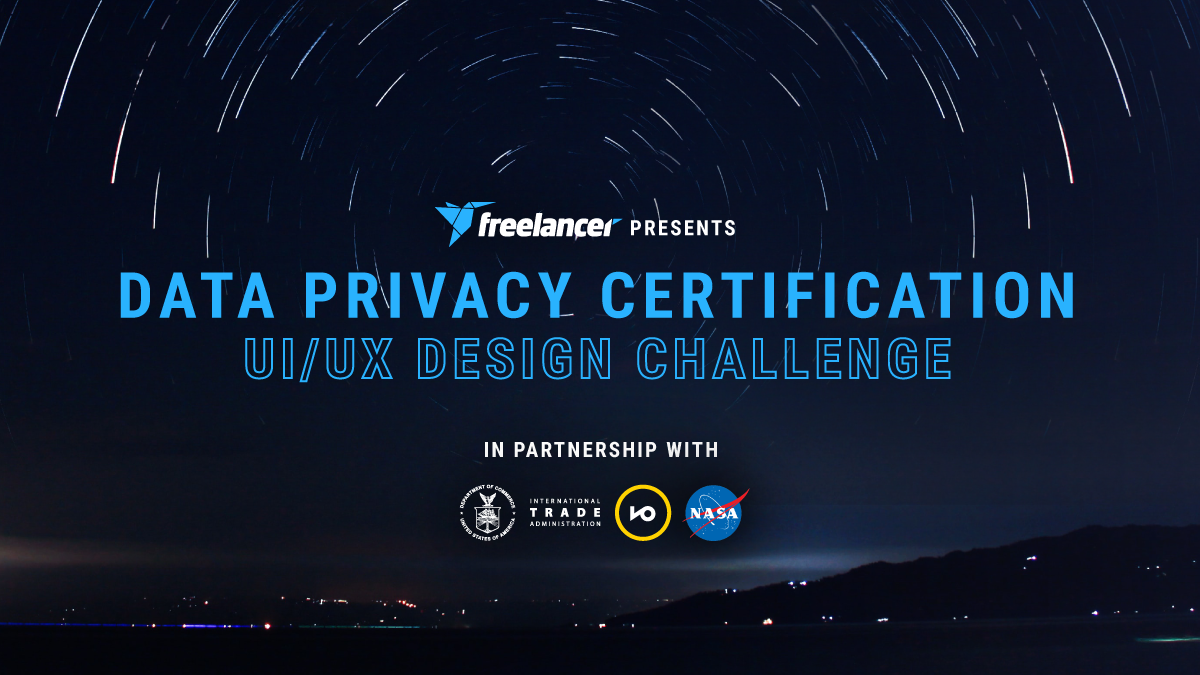 freelancer PRESENTS
DATA PRIVACY CERTIFICATION
UI/UX DESIGN CHALLENGE
IN PARTNERSHIP WITH
DEPARTMENT OF COMMERCE
UNITED STATES OF AMERICA
INTERNATIONAL
TRADE
ADMINISTRATION
NASA